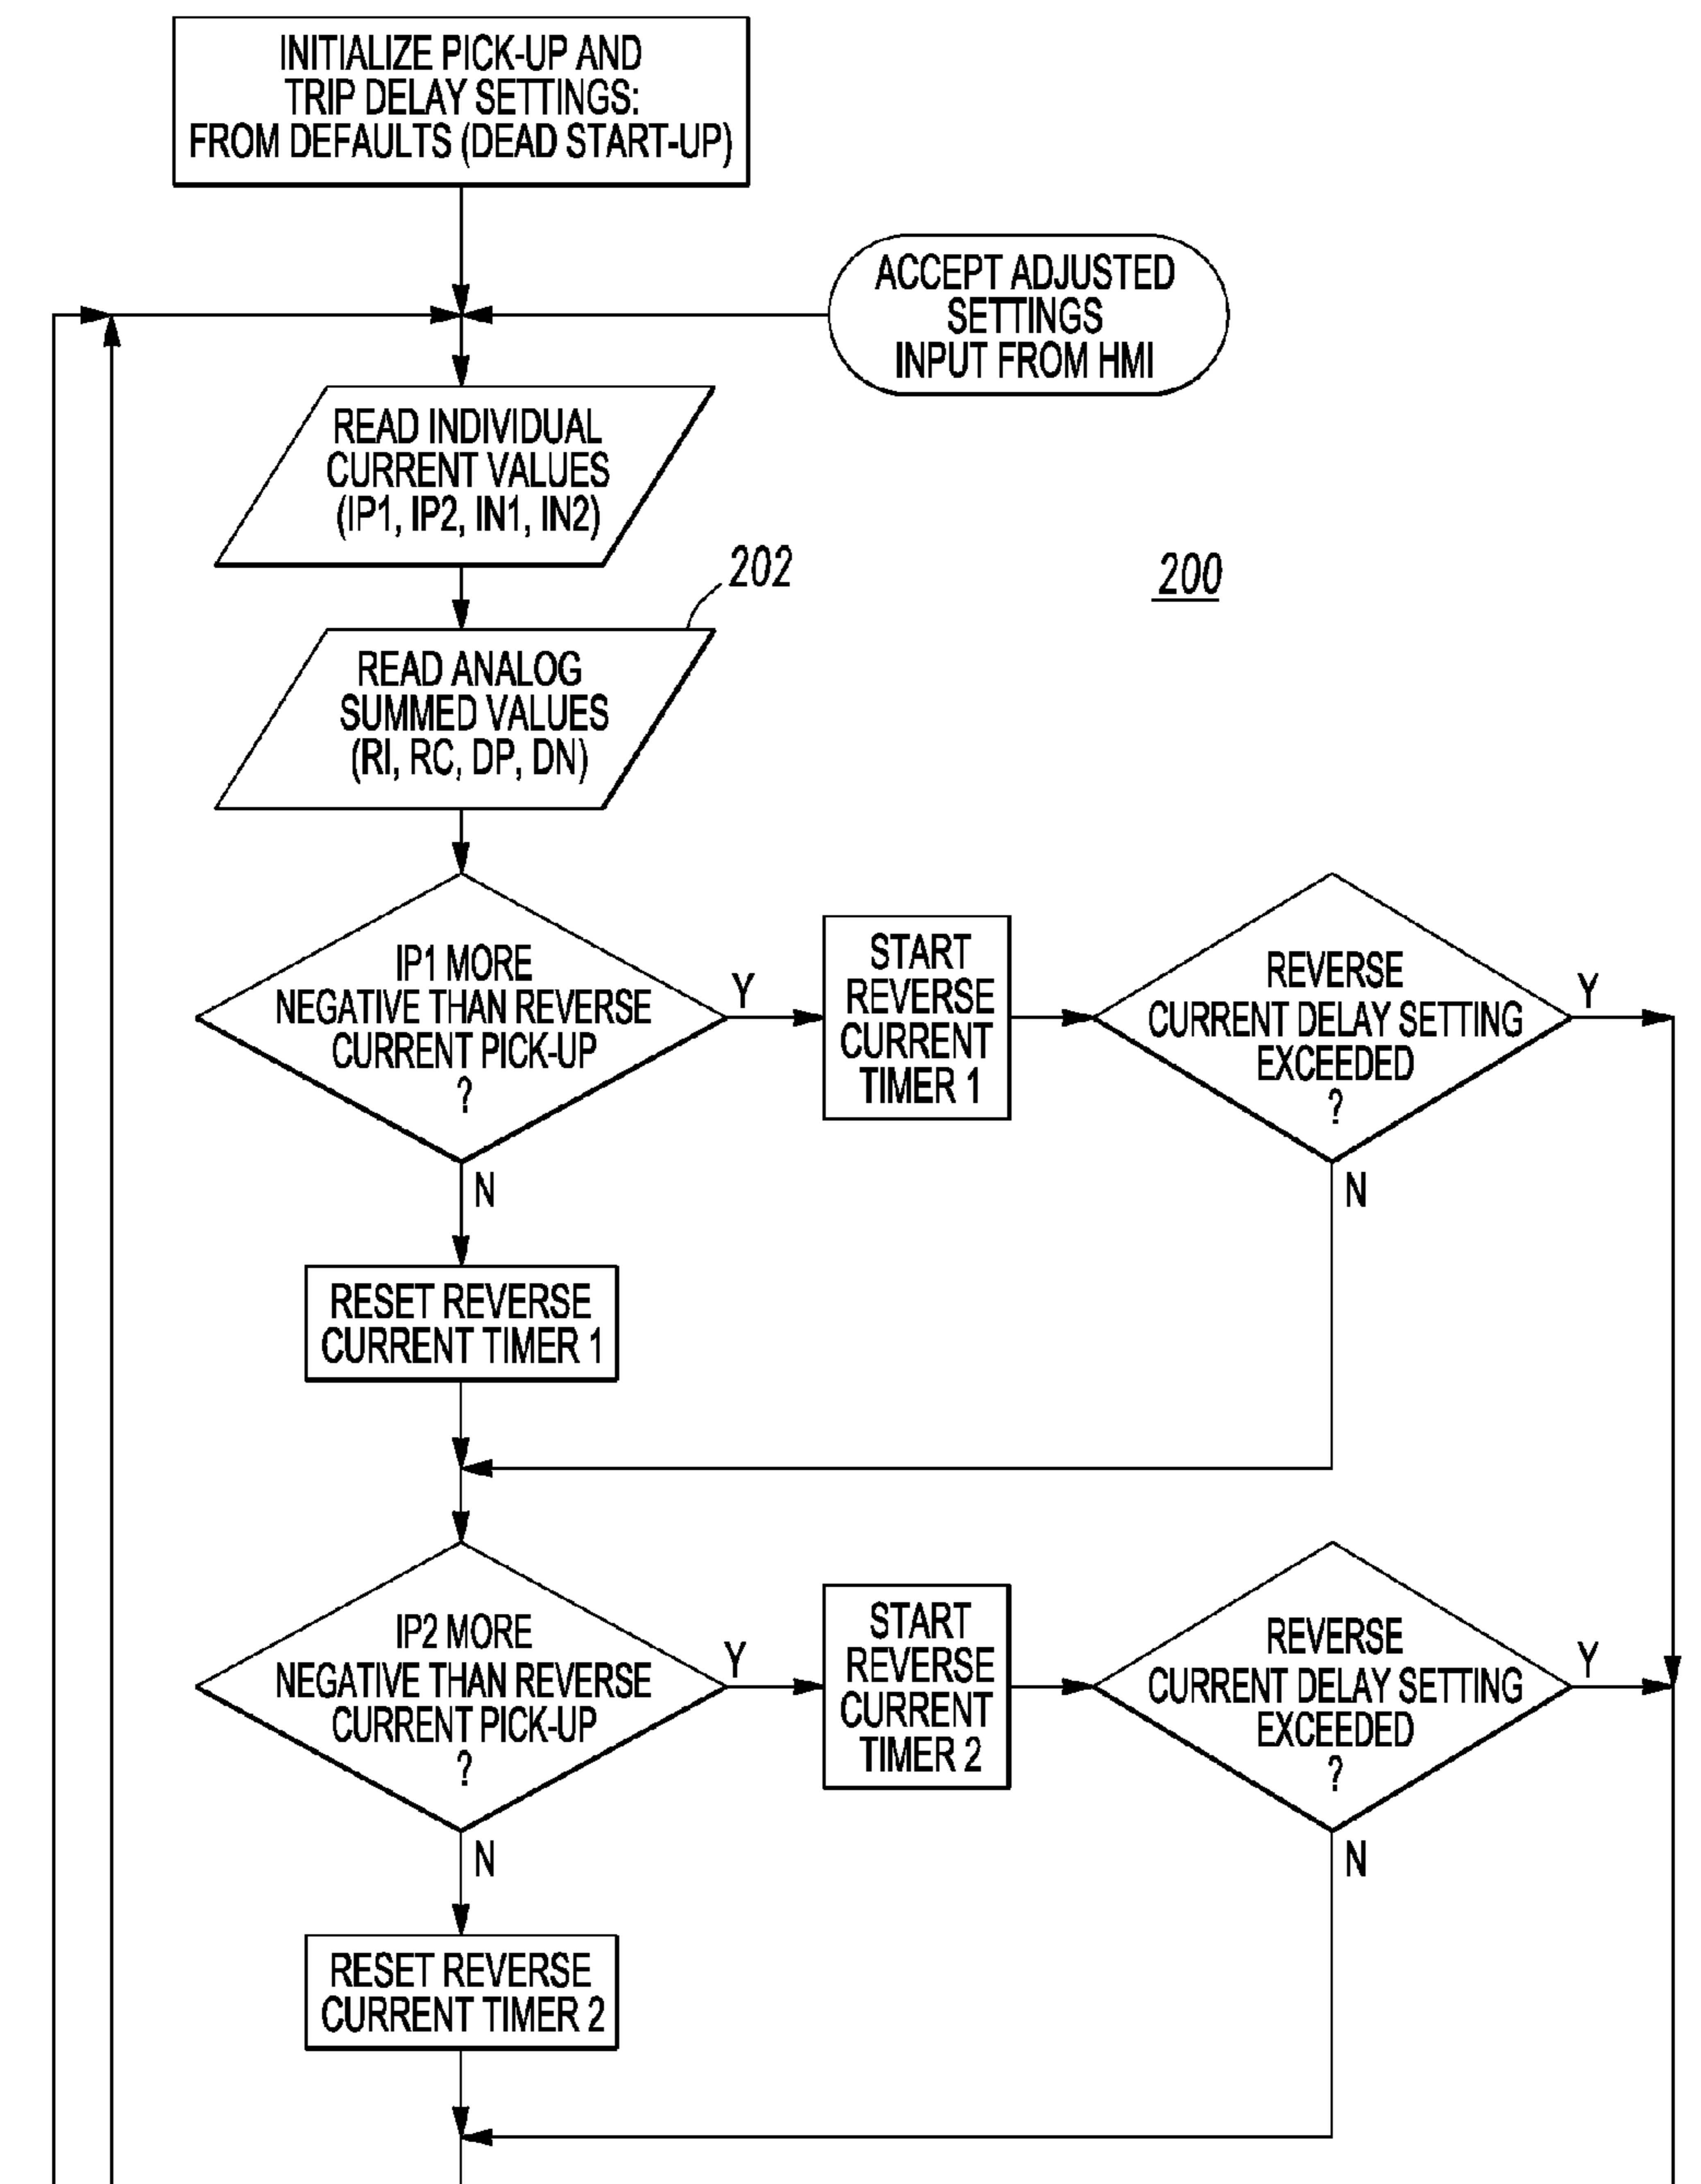 INITIALIZE PICK-UP AND
TRIP DELAY SETTINGS:
FROM DEFAULTS (DEAD START-UP)
ACCEPT ADJUSTED
SETTINGS
INPUT FROM HMI
READ INDIVIDUAL
CURRENT VALUES
(IP1, IP2, IN1, IN2)
202
200
READ ANALOG
SUMMED VALUES
(RI, RC, DP, DN)
IP1 MORE
NEGATIVE THAN REVERSE
CURRENT PICK-UP
?
Y
START
REVERSE
CURRENT
TIMER 1
REVERSE
CURRENT DELAY SETTING
EXCEEDED
?
Y
N
N
RESET REVERSE
CURRENT TIMER 1
IP2 MORE
NEGATIVE THAN REVERSE
CURRENT PICK-UP
?
Y
START
REVERSE
CURRENT
TIMER 2
REVERSE
CURRENT DELAY SETTING
EXCEEDED
?
Y
N
N
RESET REVERSE
CURRENT TIMER 2